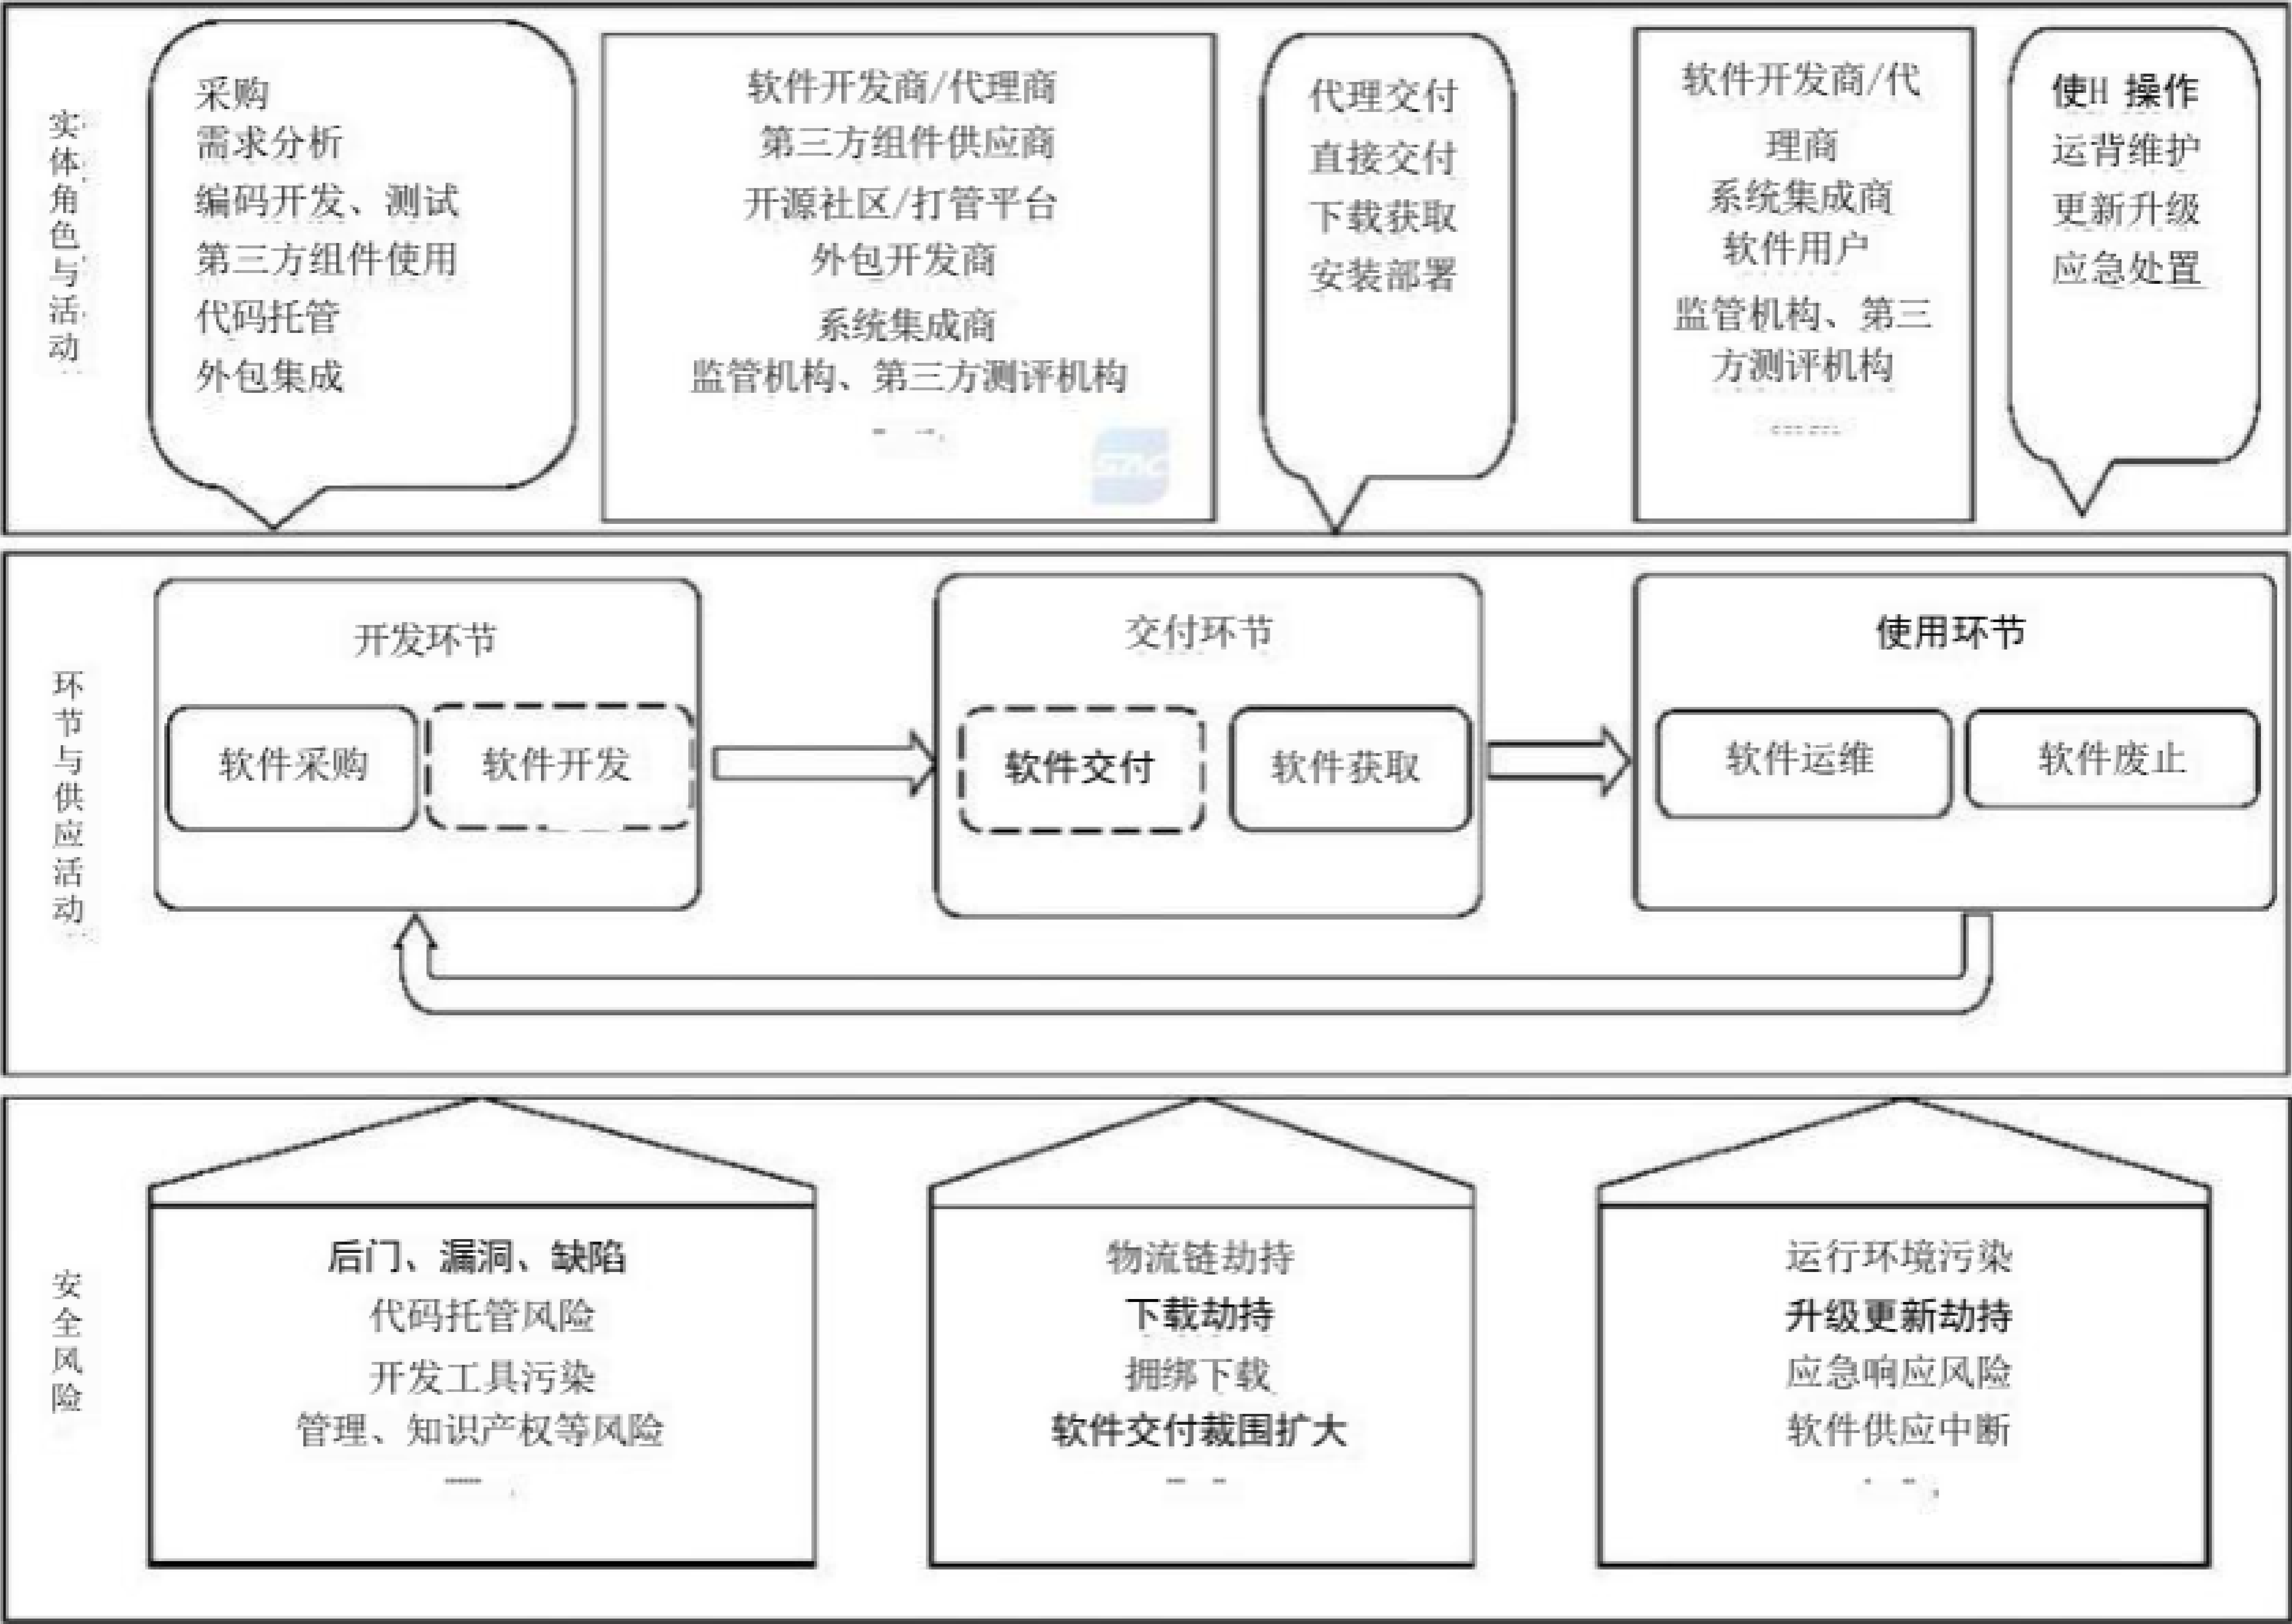 实体角色与活动
采购
需求分析
编码开发、测试
第三方组件使用
代码托管
外包集成
软件开发商/代理商
第三方组件供应商
开源社区/打管平台
外包开发商
系统集成商
监管机构、第三方测评机构
SAC
代理交付
直接交付
下载获取
安装部署
软件开发商/代
理商
系统集成商
软件用户
监管机构、第三
方测评机构
使H 操作
运背维护
更新升级
应急处置
环节与供应活动
开发环节
软件采购
软件开发
交付环节
软件交付
软件获取
使用环节
软件运维
软件废止
安全风险
后门、漏洞、缺陷
代码托管风险
开发工具污染
管理、知识产权等风险
物流链劫持
下载劫持
拥绑下载
软件交付裁围扩大
运行环境污染
升级更新劫持
应急响应风险
软件供应中断